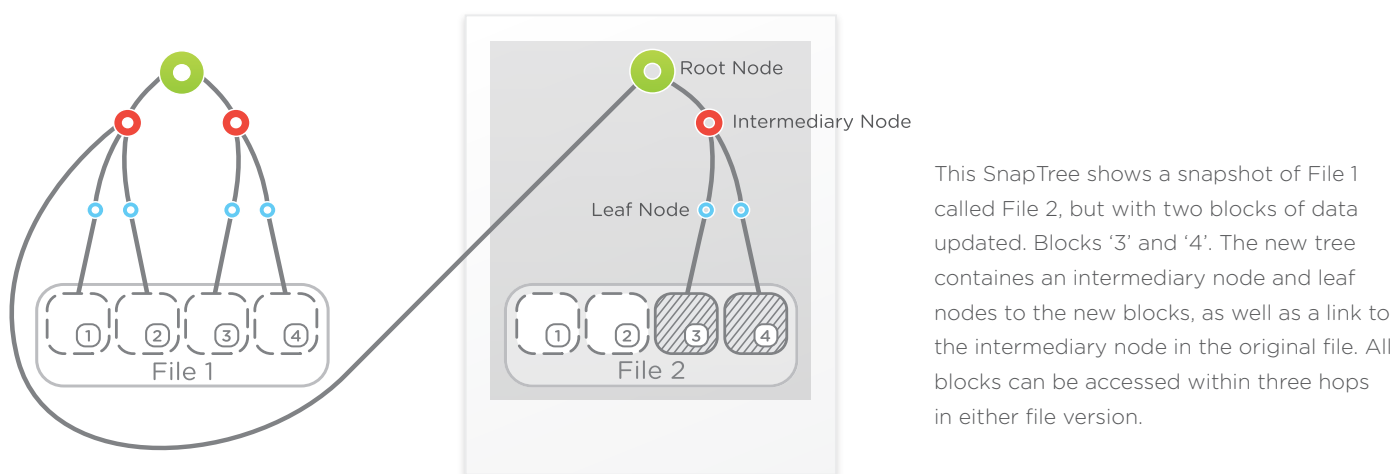 Root Node
Intermediary Node
Leaf Node
1 2 3 4
File 1
1 2 3 4
File 2
This SnapTree shows a snapshot of File 1
called File 2, but with two blocks of data
updated. Blocks ‘3’ and ‘4’. The new tree
containes an intermediary node and leaf
nodes to the new blocks, as well as a link to
the intermediary node in the original file. All
blocks can be accessed within three hops
in either file version.